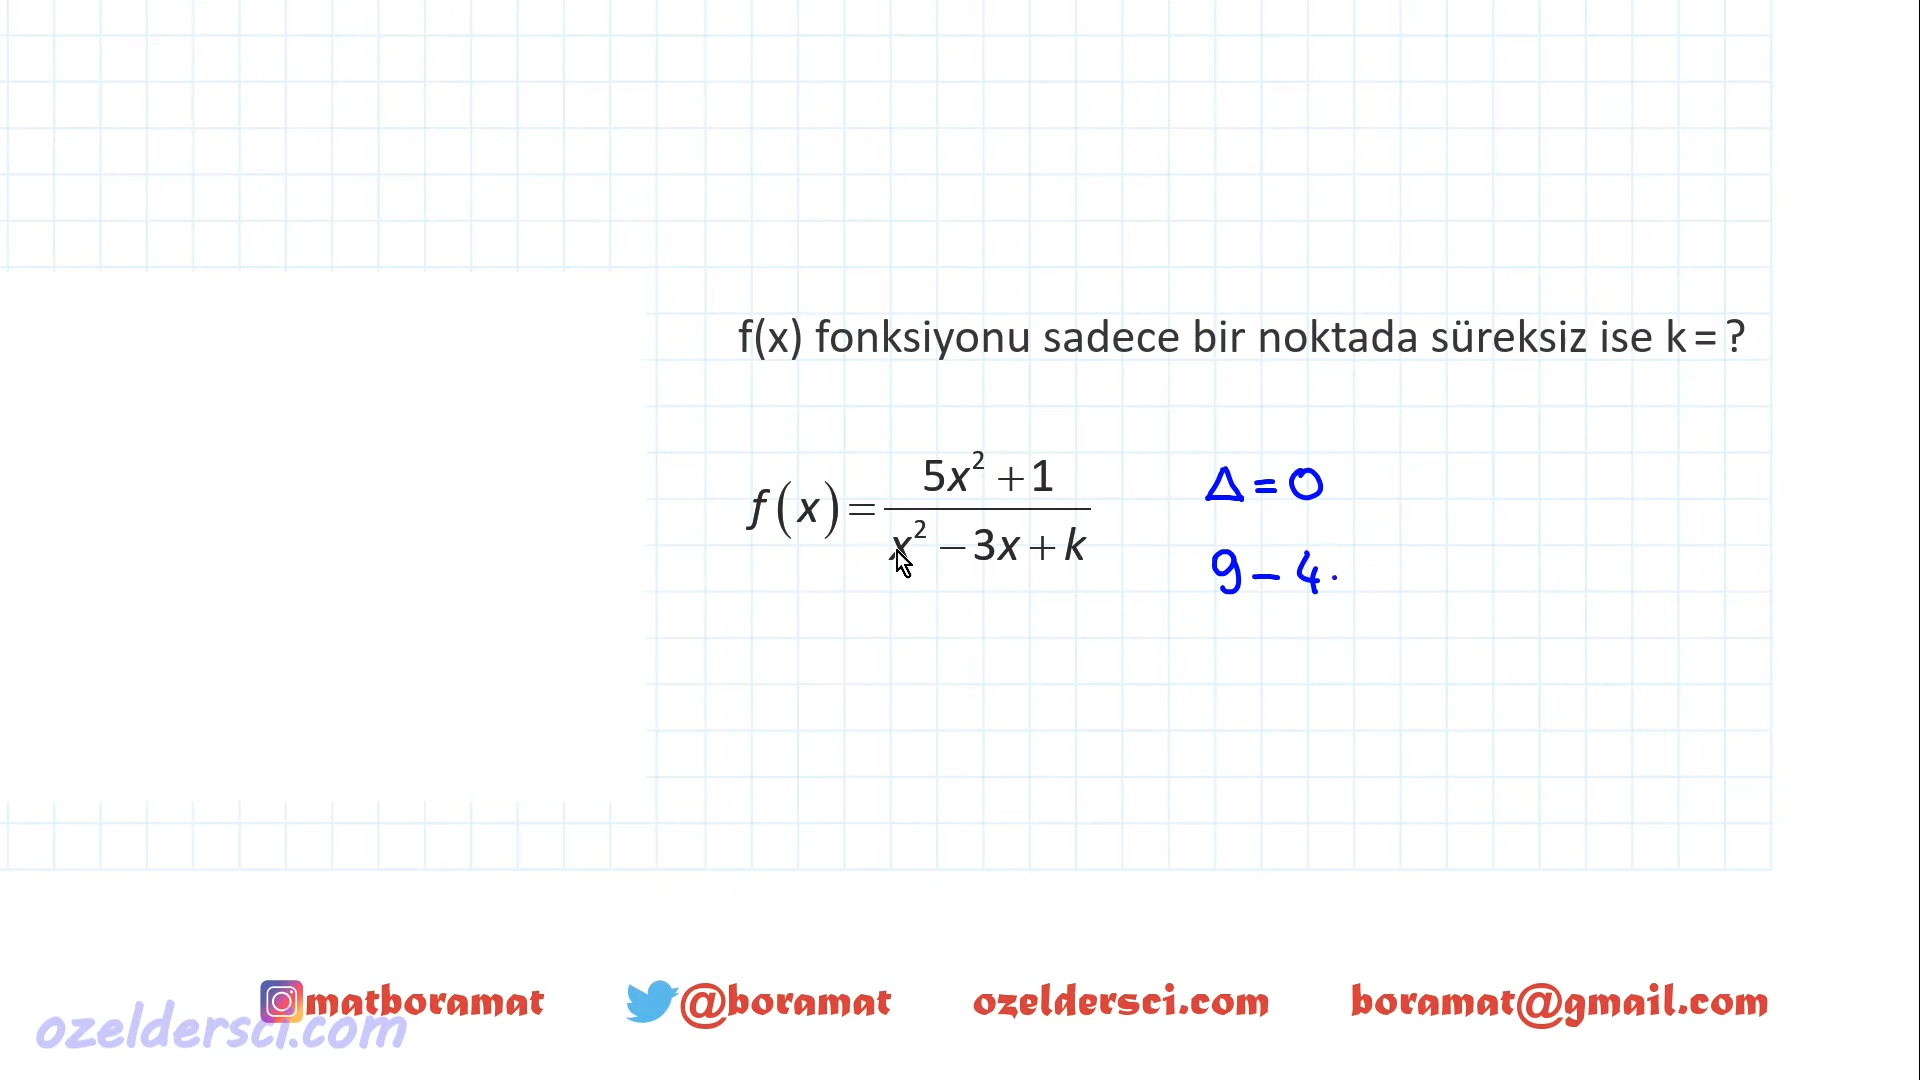 f(x) fonksiyonu sadece bir noktada süreksiz ise k = ?
f(x) = (5x² + 1) / (x² − 3x + k)
Δ = 0
9 − 4 ·
matboramat @boramat ozeldersci.com boramat@gmail.com
ozeldersci.com